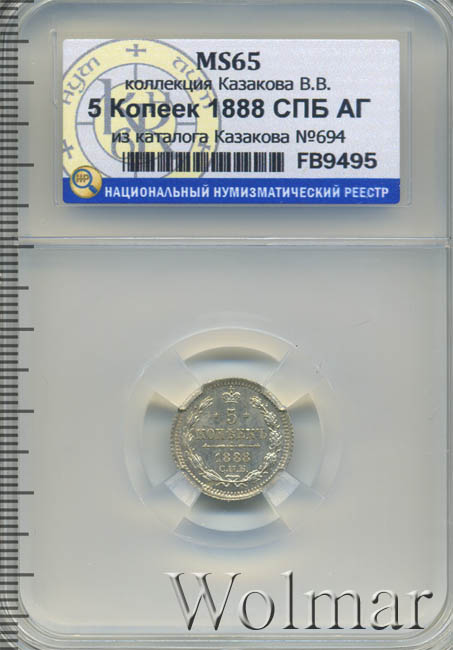 MS65
коллекция Казакова В.В.
5 Копеек 1888 СПБ АГ
из каталога Казакова №694
FB9495
НР НАЦИОНАЛЬНЫЙ НУМИЗМАТИЧЕСКИЙ РЕЕСТР
5
КОПѢЕКЪ
1888
С.П.Б
Wolmar